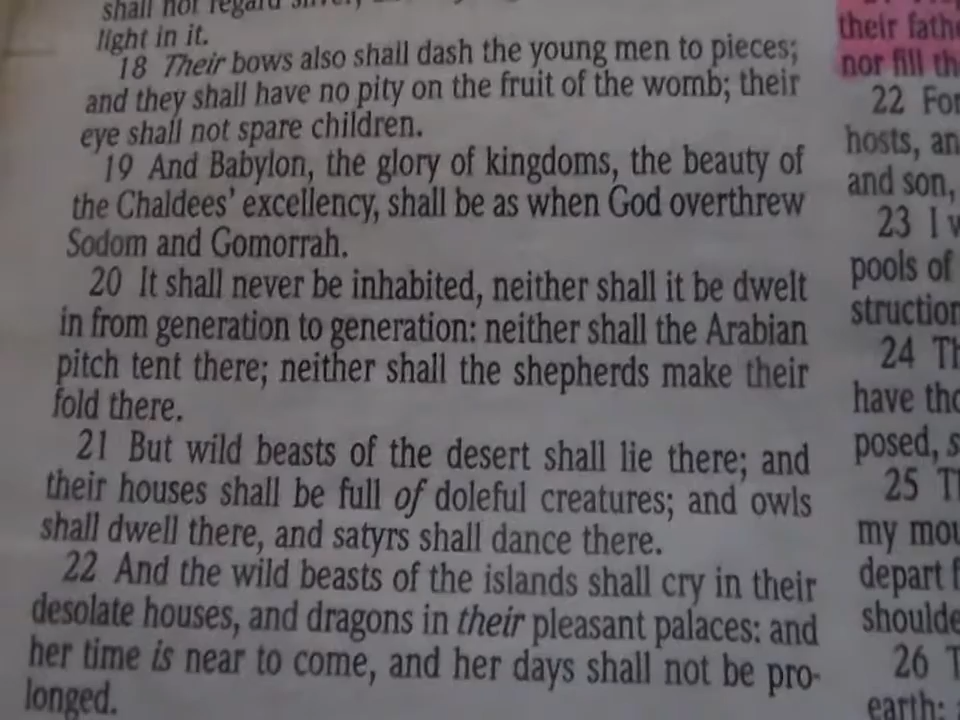 shall not regard
light in it.
18 Their bows also shall dash the young men to pieces;
and they shall have no pity on the fruit of the womb; their
eye shall not spare children.
19 And Babylon, the glory of kingdoms, the beauty of
the Chaldees' excellency, shall be as when God overthrew
Sodom and Gomorrah.
20 It shall never be inhabited, neither shall it be dwelt
in from generation to generation: neither shall the Arabian
pitch tent there; neither shall the shepherds make their
fold there.
21 But wild beasts of the desert shall lie there; and
their houses shall be full of doleful creatures; and owls
shall dwell there, and satyrs shall dance there.
22 And the wild beasts of the islands shall cry in their
desolate houses, and dragons in their pleasant palaces: and
her time is near to come, and her days shall not be pro-
longed.
their
nor fill
22 For
hosts,
and son,
23 I
pools of
24
have
25
my
depart
26
earth: